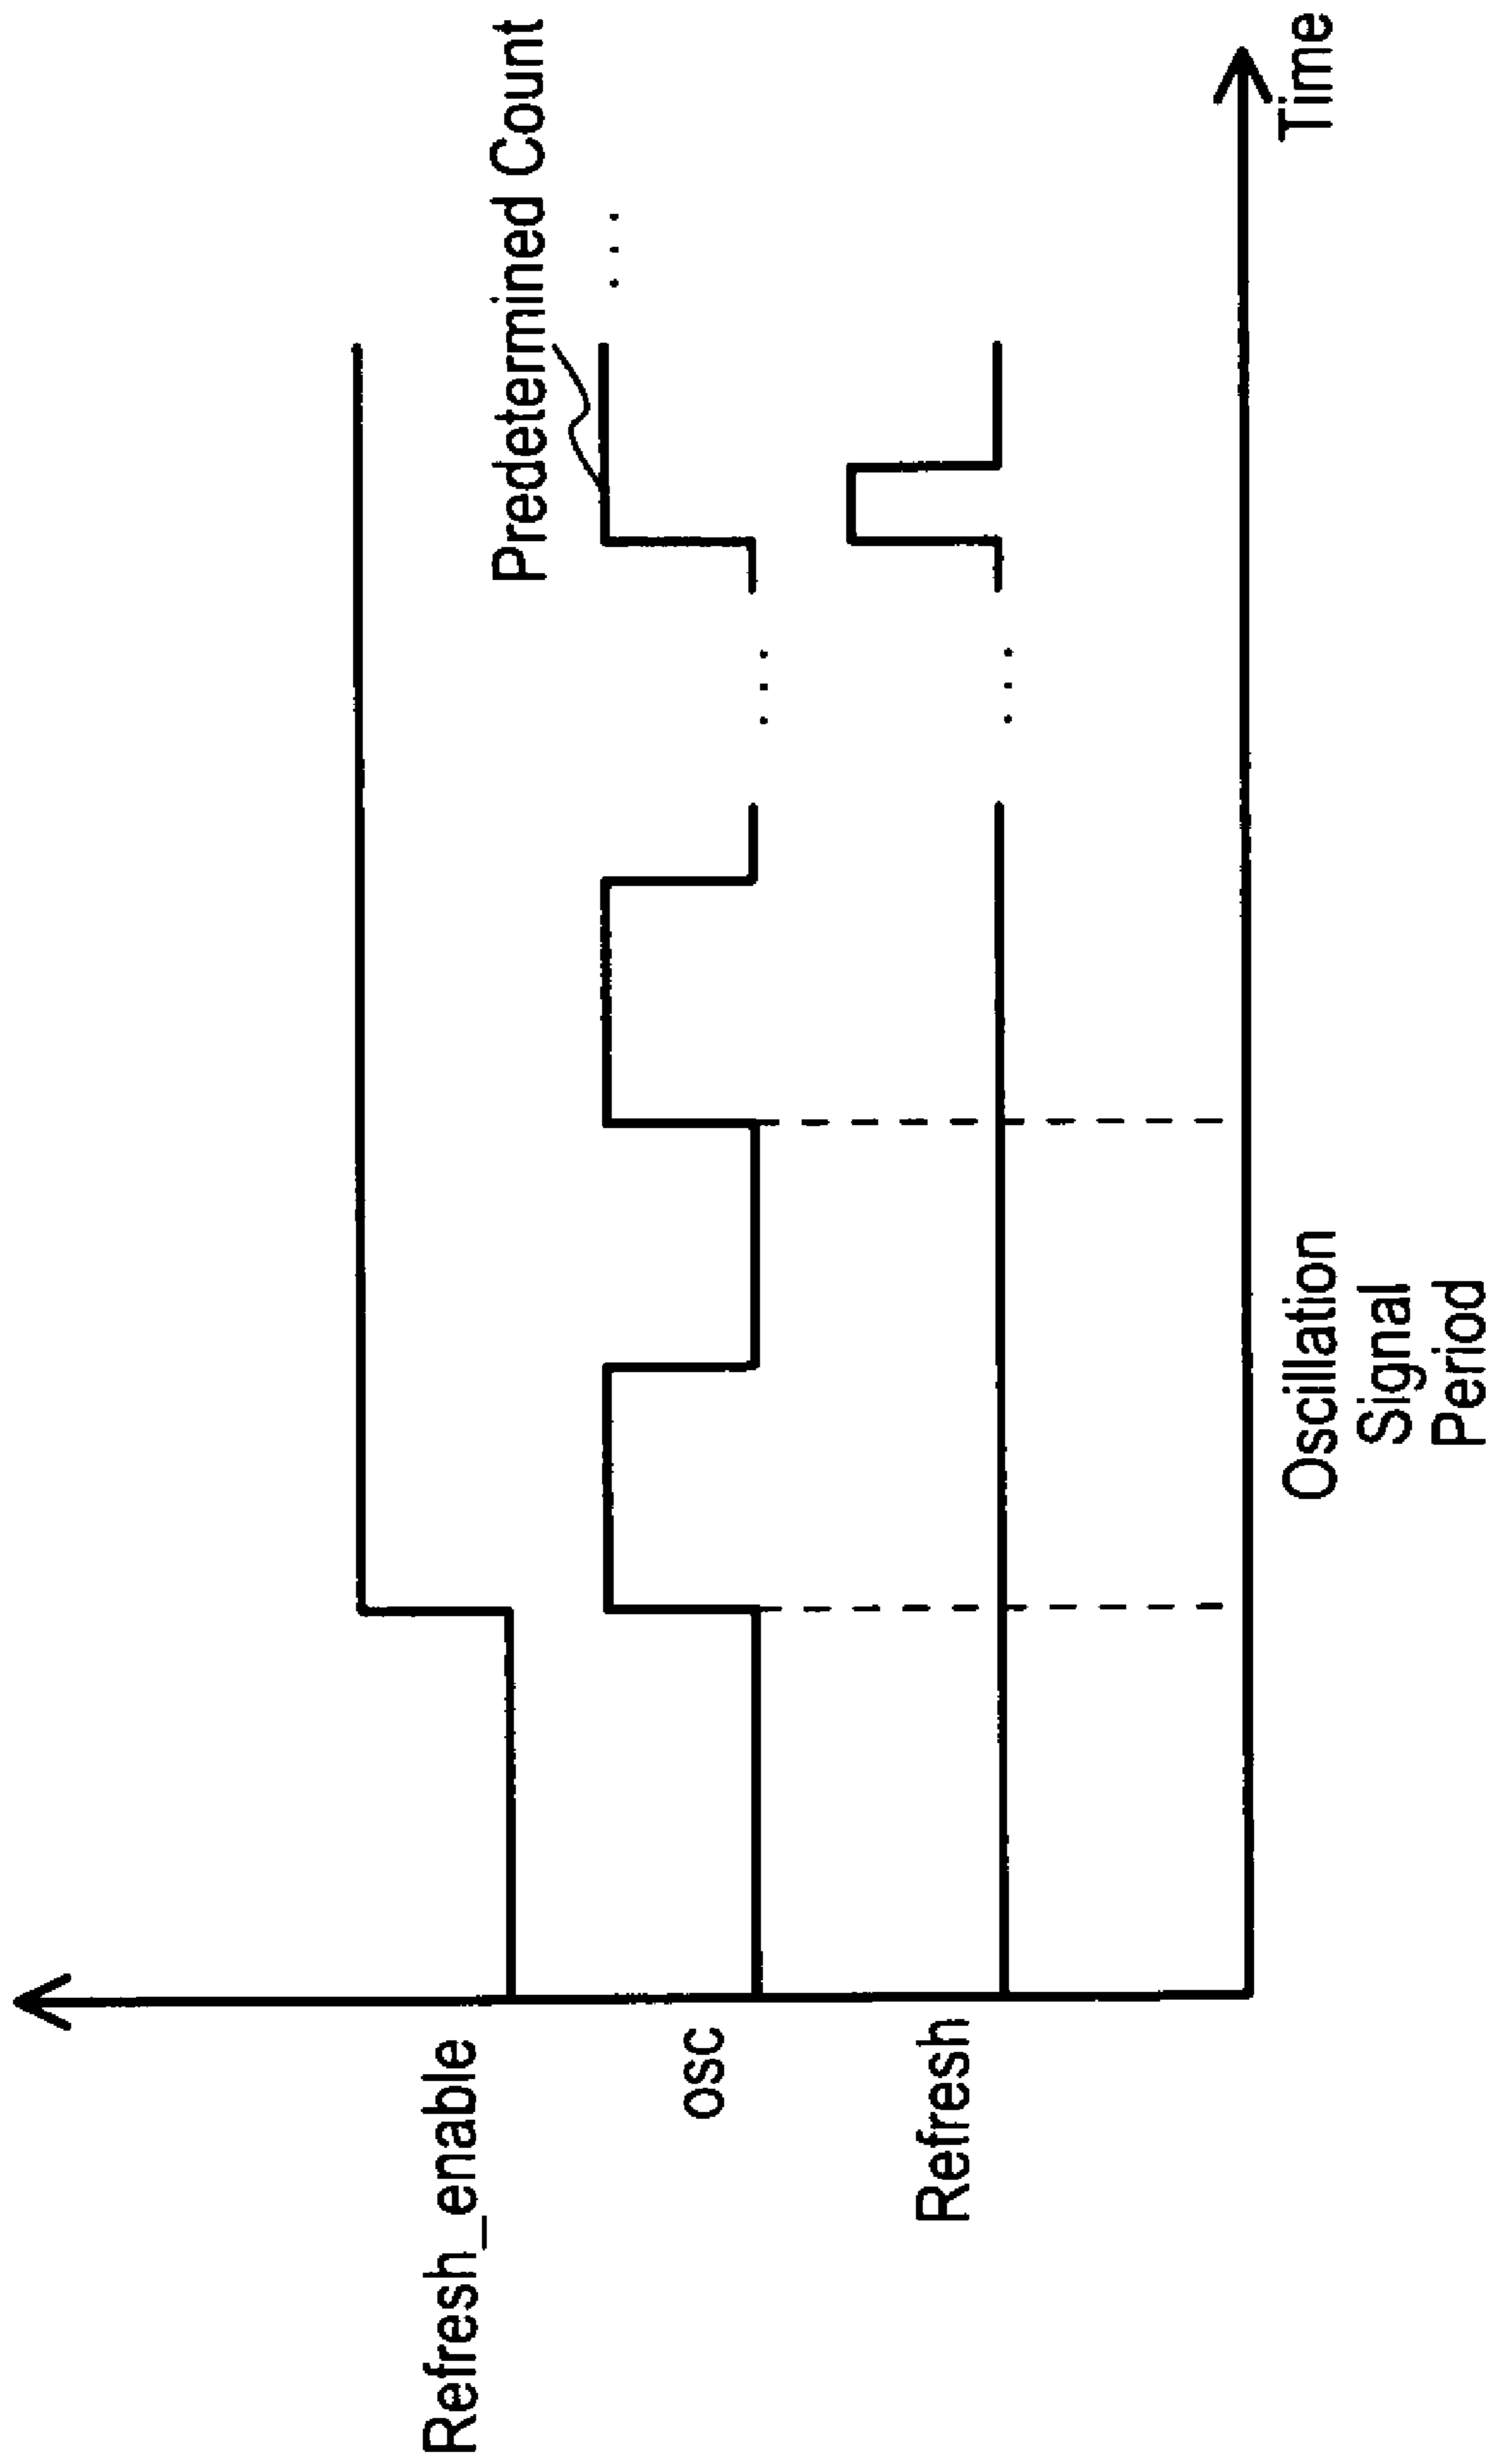 Predetermined Count
. . .
Refresh_enable
osc
. . .
Refresh
. . .
Time
Oscillation
Signal
Period